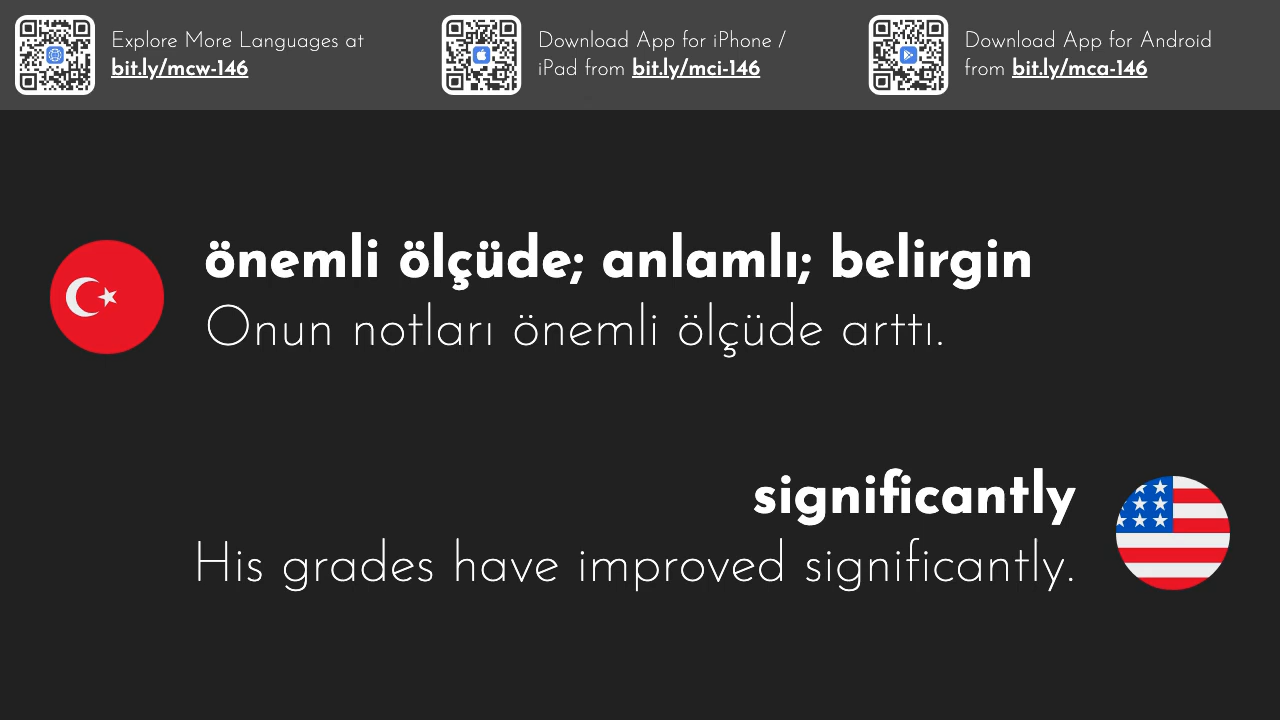 Explore More Languages at
bit.ly/mcw-146
Download App for iPhone /
iPad from bit.ly/mci-146
Download App for Android
from bit.ly/mca-146
önemli ölçüde; anlamlı; belirgin
Onun notları önemli ölçüde arttı.
significantly
His grades have improved significantly.